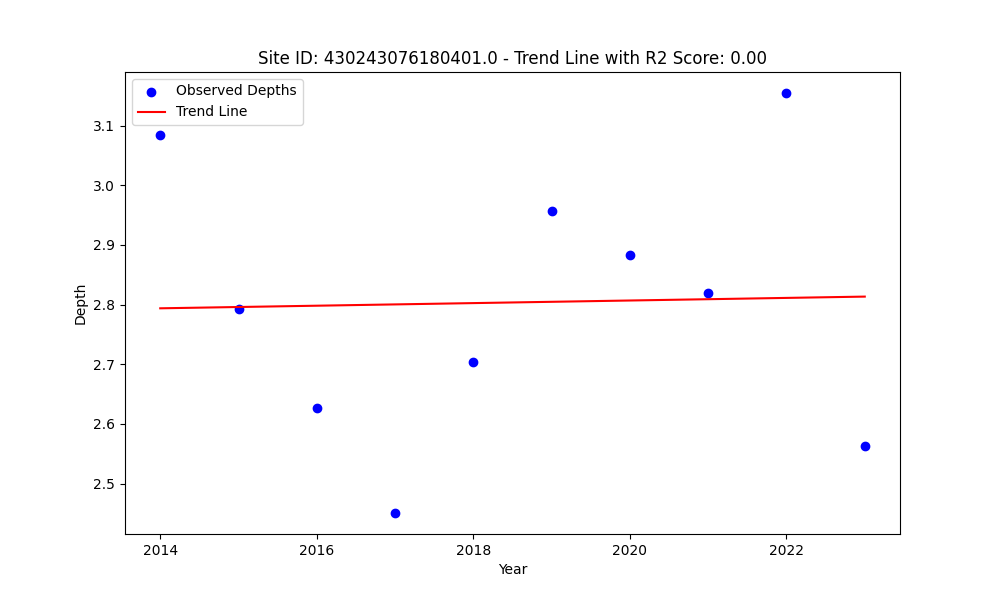 Site ID: 430243076180401.0 - Trend Line with R2 Score: 0.00
Observed Depths
Trend Line
3.1
3.0
2.9
2.8
2.7
2.6
2.5
Depth
2014
2016
2018
2020
2022
Year